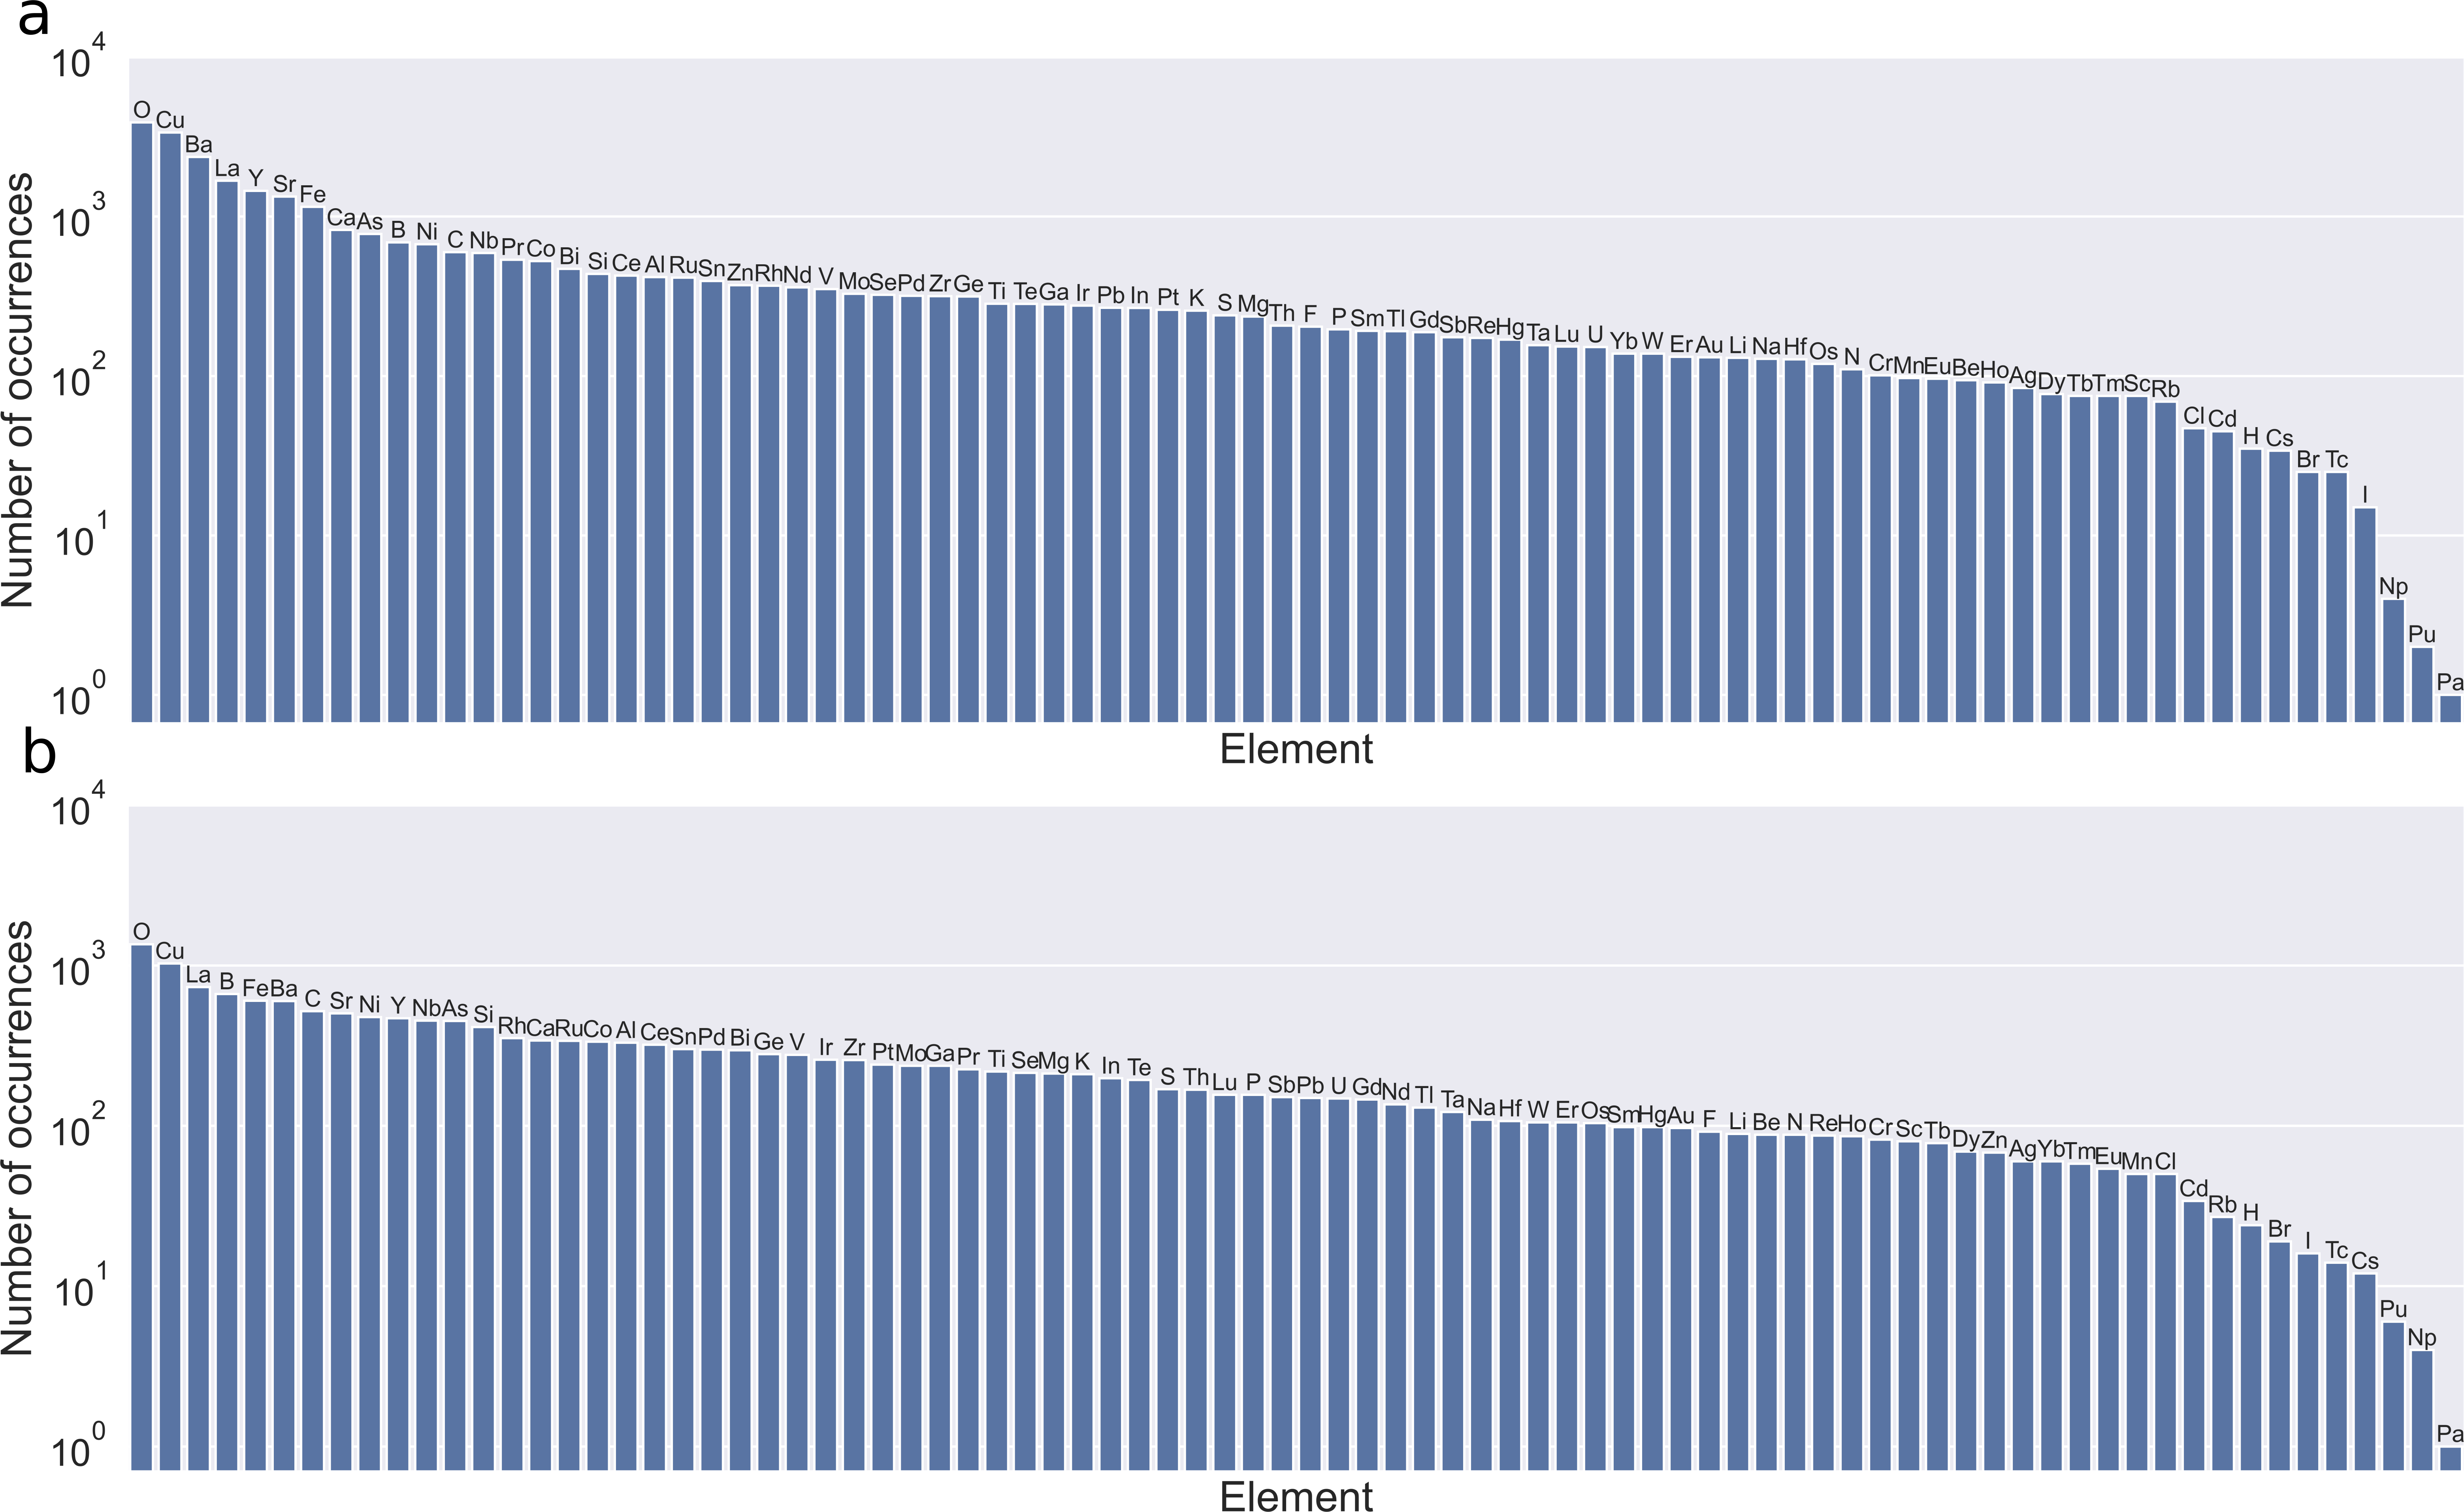 a
10^4
10^3
10^2
10^1
10^0
Number of occurrences
O Cu Ba La Y Sr Fe Ca As B Ni C Nb Pr Co Bi Si Ce Al Ru Sn Zn Rh Nd V Mo Se Pd Zr Ge Ti Te Ga Ir Pb In Pt K S Mg Th F P Sm Tl Gd Sb Re Hg Ta Lu U Yb W Er Au Li Na Hf Os N Cr Mn Eu Be Ho Ag Dy Tb Tm Sc Rb Cl Cd H Cs Br Tc I Np Pu Pa
Element
b
10^4
10^3
10^2
10^1
10^0
Number of occurrences
O Cu La B Fe Ba C Sr Ni Y Nb As Si Rh Ca Ru Co Al Ce Sn Pd Bi Ge V Ir Zr Pt Mo Ga Pr Ti Se Mg K In Te S Th Lu P Sb Pb U Gd Nd Tl Ta Na Hf W Er Os Sm Hg Au F Li Be N Re Ho Cr Sc Tb Dy Zn Ag Yb Tm Eu Mn Cl Cd Rb H Br I Tc Cs Pu Np Pa
Element